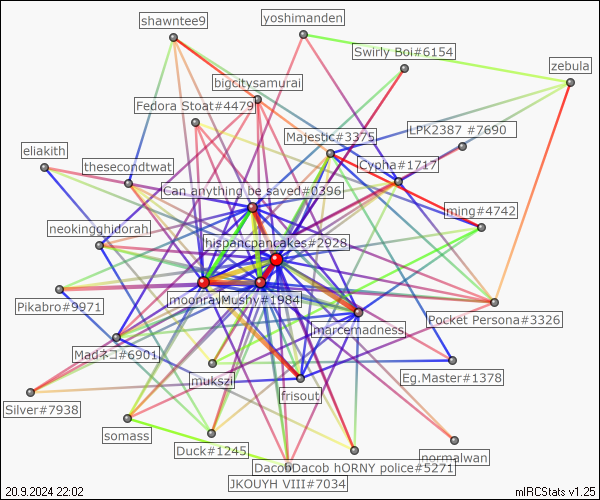 shawntee9
yoshimanden
Swirly Boi#6154
zebula
bigcitysamurai
Fedora Stoat#4479
Majestic#3375
LPK2387 #7690
eliakith
thesecondtwat
Cypha#1717
Can anything be saved#0396
ming#4742
neokingghidorah
hispancpancakes#2928
Pikabro#9971
moonrav
Mushy#1984
Pocket Persona#3326
marcemadness
Madネコ#6901
mukszi
frisout
Eg.Master#1378
Silver#7938
somass
Duck#1245
normalwan
DacobDacob hORNY police#5271
JKOUYH VIII#7034
20.9.2024 22:02
mIRCStats v1.25